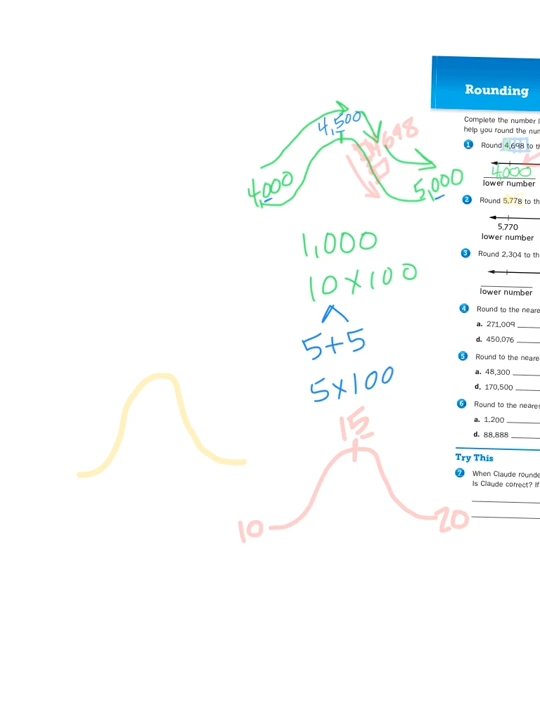 4,500
4,698
4,000
5,000
1,000
10×100
5+5
5×100
15
10
20
Rounding
Complete the number l
help you round the num
1 Round 4,698 to th
4,000
lower number
2 Round 5,778 to th
5,770
lower number
3 Round 2,304 to th
lower number
4 Round to the neare
a. 271,009
d. 450,076
5 Round to the neare
a. 48,300
d. 170,500
6 Round to the neares
a. 1,200
d. 88,888
Try This
7 When Claude rounde
Is Claude correct? If